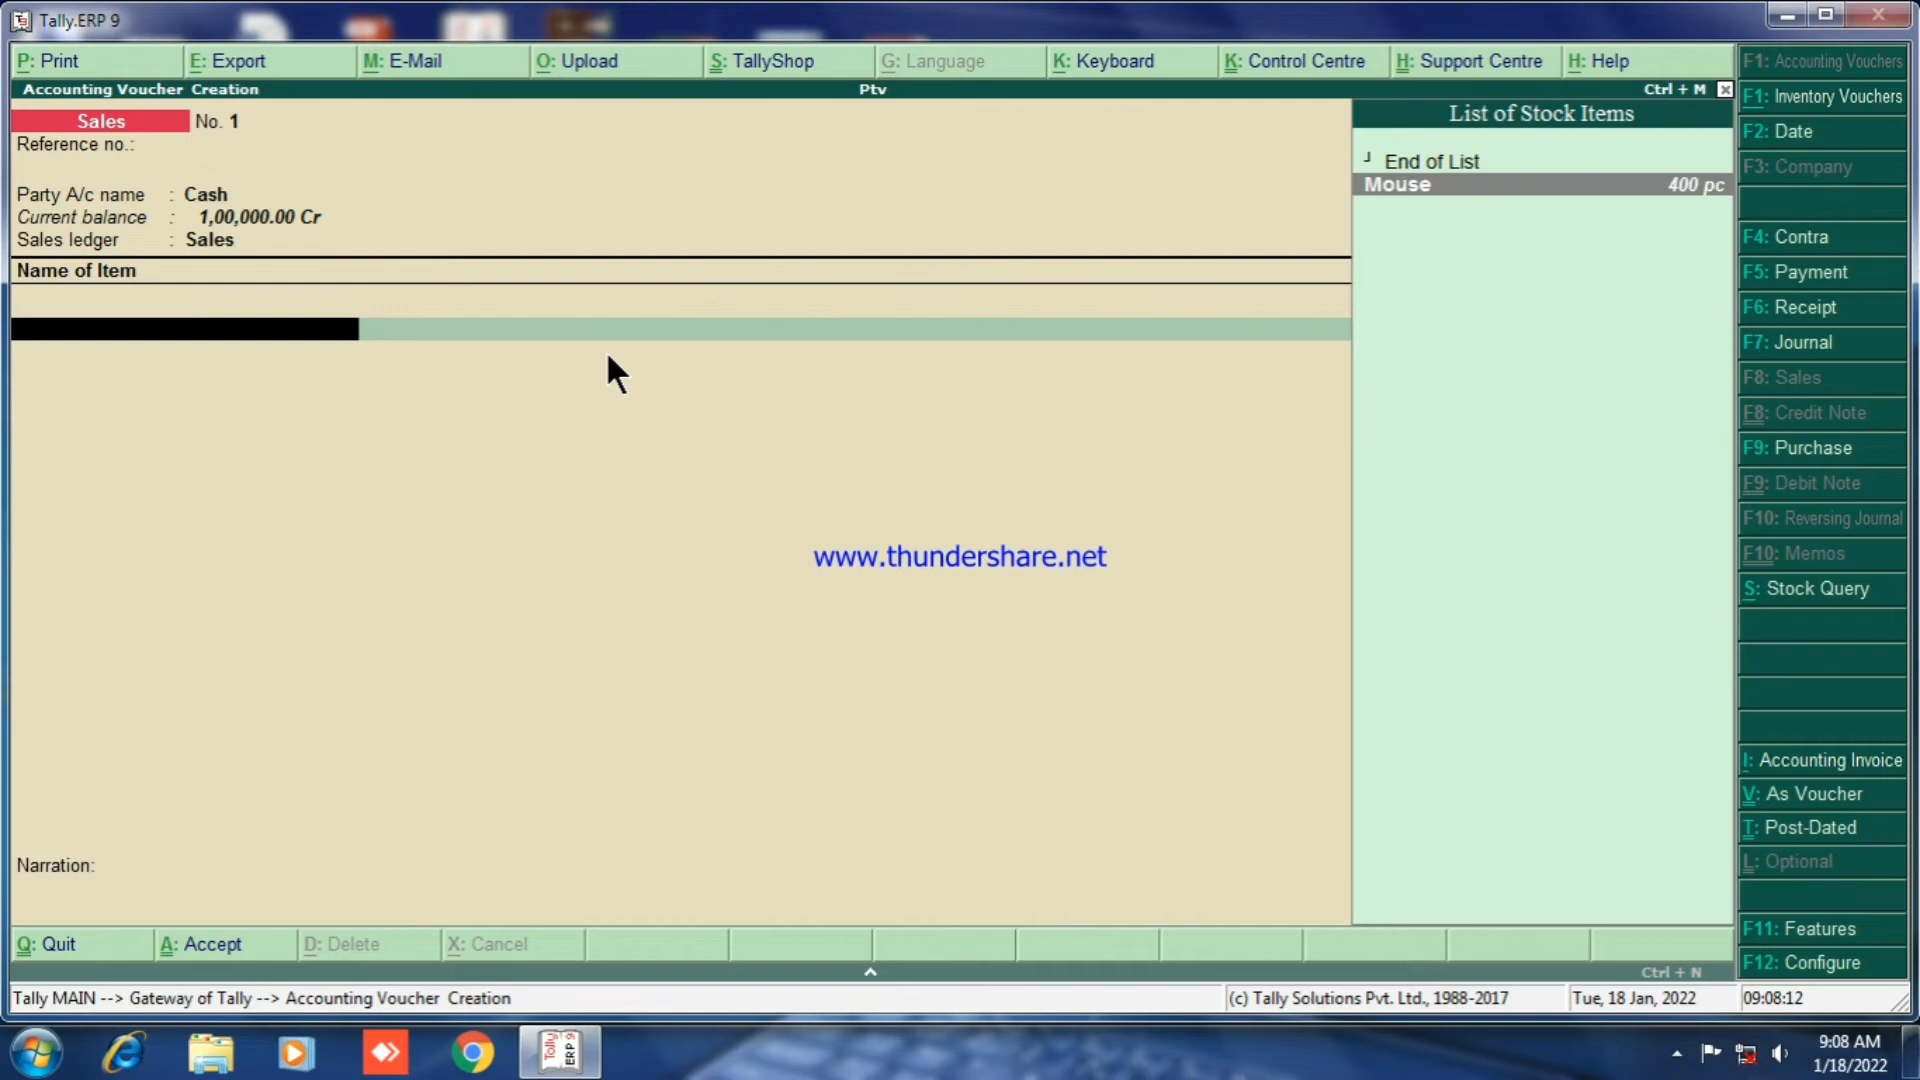 Tally.ERP 9
P: Print
E: Export
M: E-Mail
O: Upload
S: TallyShop
G: Language
K: Keyboard
K: Control Centre
H: Support Centre
H: Help
Accounting Voucher Creation
Ptv
Ctrl + M
Sales No. 1
Reference no.:
Party A/c name : Cash
Current balance : 1,00,000.00 Cr
Sales ledger : Sales
Name of Item
www.thundershare.net
Narration:
List of Stock Items
End of List
Mouse 400 pc
F1: Accounting Vouchers
F1: Inventory Vouchers
F2: Date
F3: Company
F4: Contra
F5: Payment
F6: Receipt
F7: Journal
F8: Sales
F8: Credit Note
F9: Purchase
F9: Debit Note
F10: Reversing Journal
F10: Memos
S: Stock Query
I: Accounting Invoice
V: As Voucher
T: Post-Dated
L: Optional
F11: Features
F12: Configure
Q: Quit
A: Accept
D: Delete
X: Cancel
Ctrl + N
Tally MAIN --> Gateway of Tally --> Accounting Voucher Creation
(c) Tally Solutions Pvt. Ltd., 1988-2017
Tue, 18 Jan, 2022
09:08:12
Tally
ERP 9
9:08 AM
1/18/2022